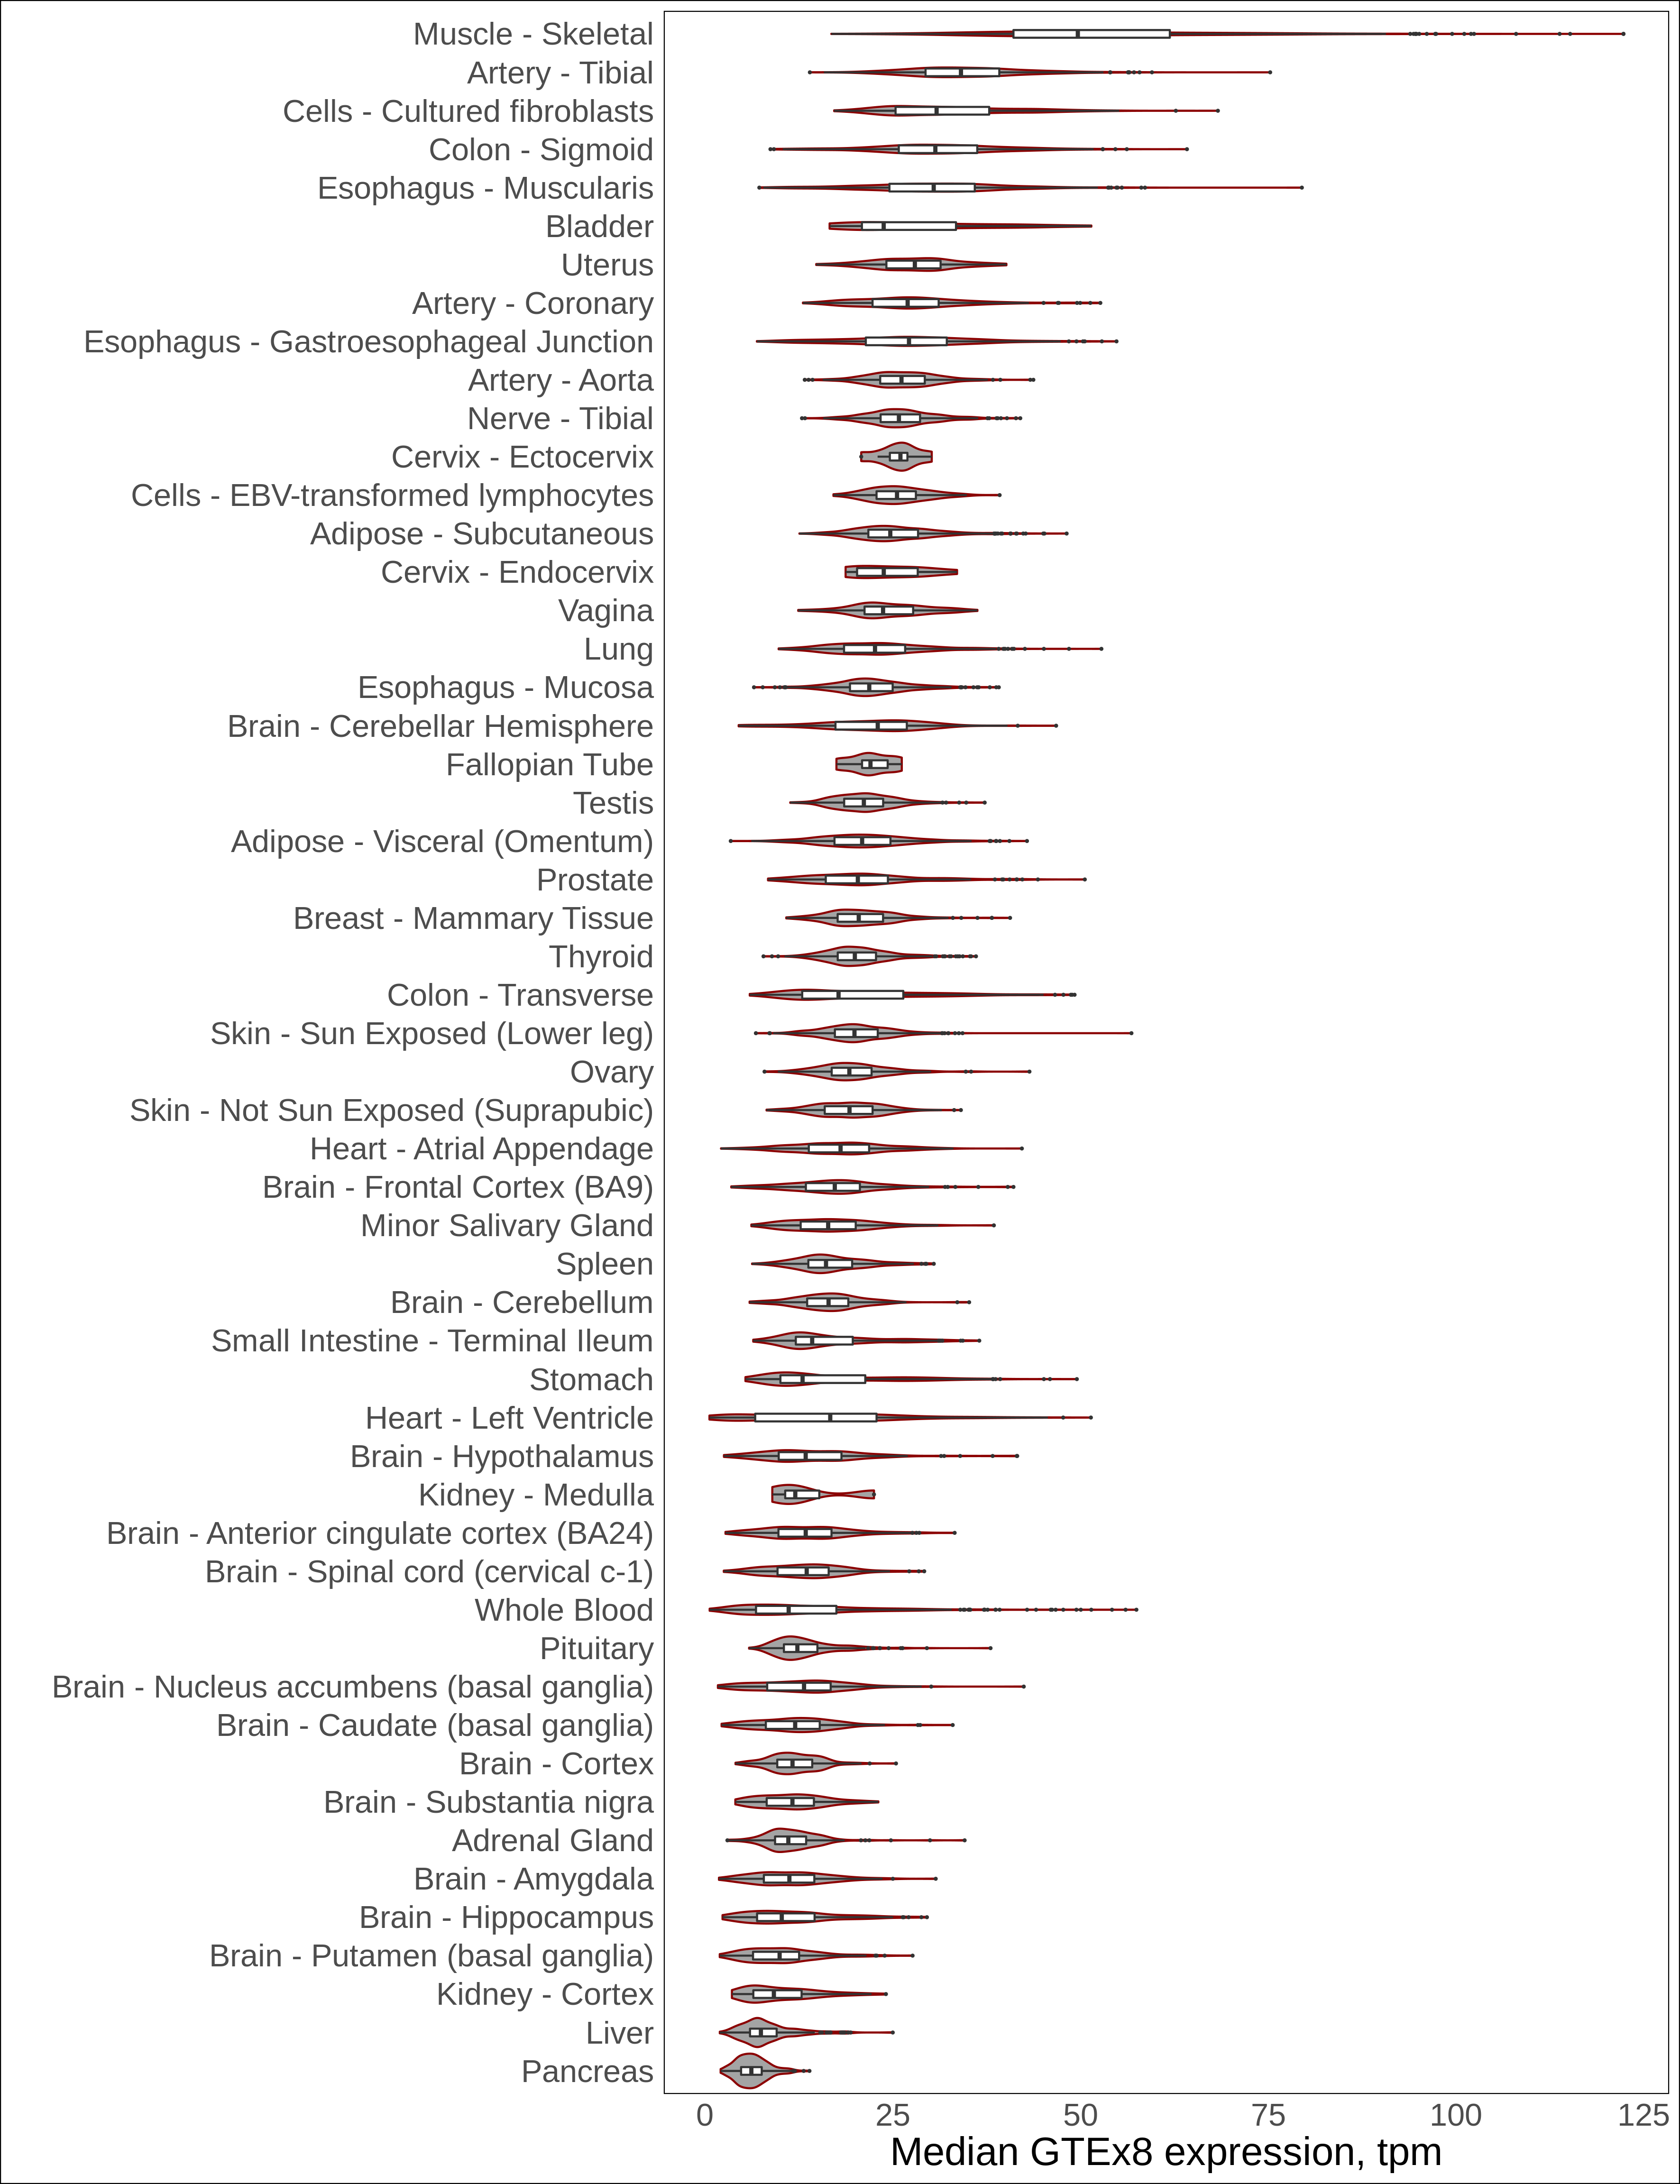 Muscle - Skeletal
Artery - Tibial
Cells - Cultured fibroblasts
Colon - Sigmoid
Esophagus - Muscularis
Bladder
Uterus
Artery - Coronary
Esophagus - Gastroesophageal Junction
Artery - Aorta
Nerve - Tibial
Cervix - Ectocervix
Cells - EBV-transformed lymphocytes
Adipose - Subcutaneous
Cervix - Endocervix
Vagina
Lung
Esophagus - Mucosa
Brain - Cerebellar Hemisphere
Fallopian Tube
Testis
Adipose - Visceral (Omentum)
Prostate
Breast - Mammary Tissue
Thyroid
Colon - Transverse
Skin - Sun Exposed (Lower leg)
Ovary
Skin - Not Sun Exposed (Suprapubic)
Heart - Atrial Appendage
Brain - Frontal Cortex (BA9)
Minor Salivary Gland
Spleen
Brain - Cerebellum
Small Intestine - Terminal Ileum
Stomach
Heart - Left Ventricle
Brain - Hypothalamus
Kidney - Medulla
Brain - Anterior cingulate cortex (BA24)
Brain - Spinal cord (cervical c-1)
Whole Blood
Pituitary
Brain - Nucleus accumbens (basal ganglia)
Brain - Caudate (basal ganglia)
Brain - Cortex
Brain - Substantia nigra
Adrenal Gland
Brain - Amygdala
Brain - Hippocampus
Brain - Putamen (basal ganglia)
Kidney - Cortex
Liver
Pancreas
0 25 50 75 100 125
Median GTEx8 expression, tpm